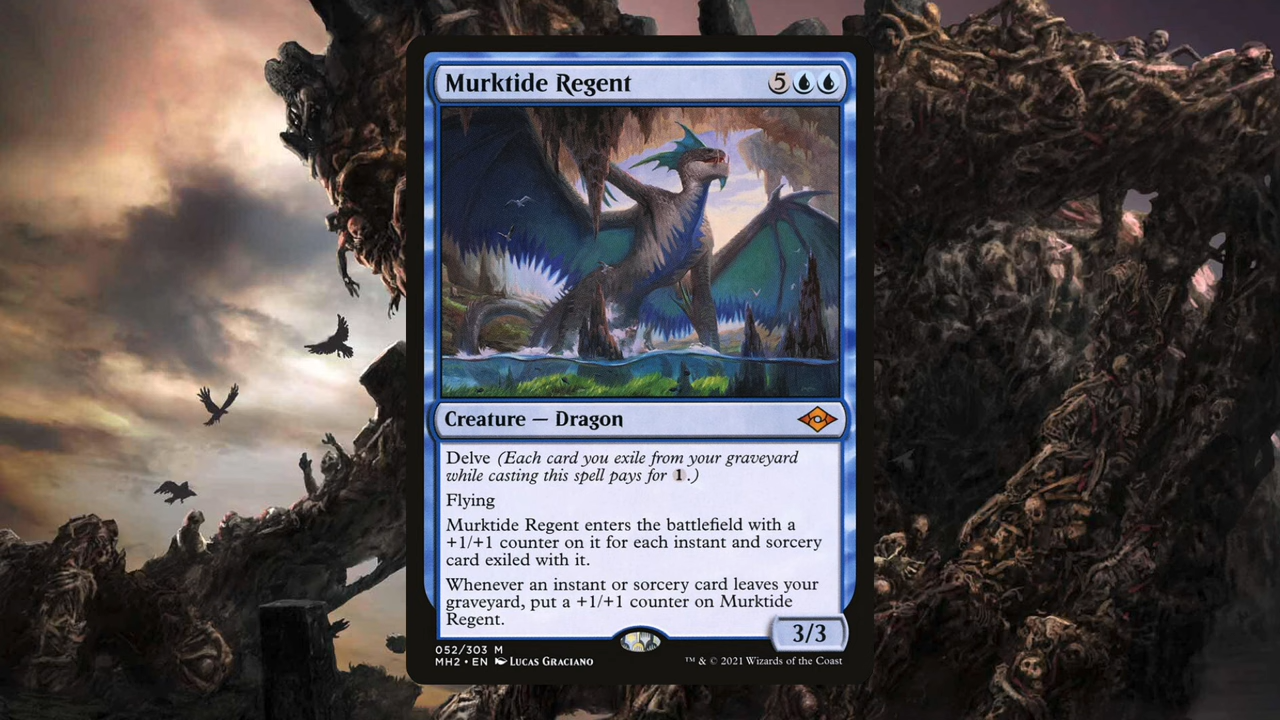 Murktide Regent 5
Creature — Dragon
Delve (Each card you exile from your graveyard
while casting this spell pays for 1.)
Flying
Murktide Regent enters the battlefield with a
+1/+1 counter on it for each instant and sorcery
card exiled with it.
Whenever an instant or sorcery card leaves your
graveyard, put a +1/+1 counter on Murktide
Regent.
3/3
052/303 M
MH2 • EN Lucas Graciano
™ & © 2021 Wizards of the Coast